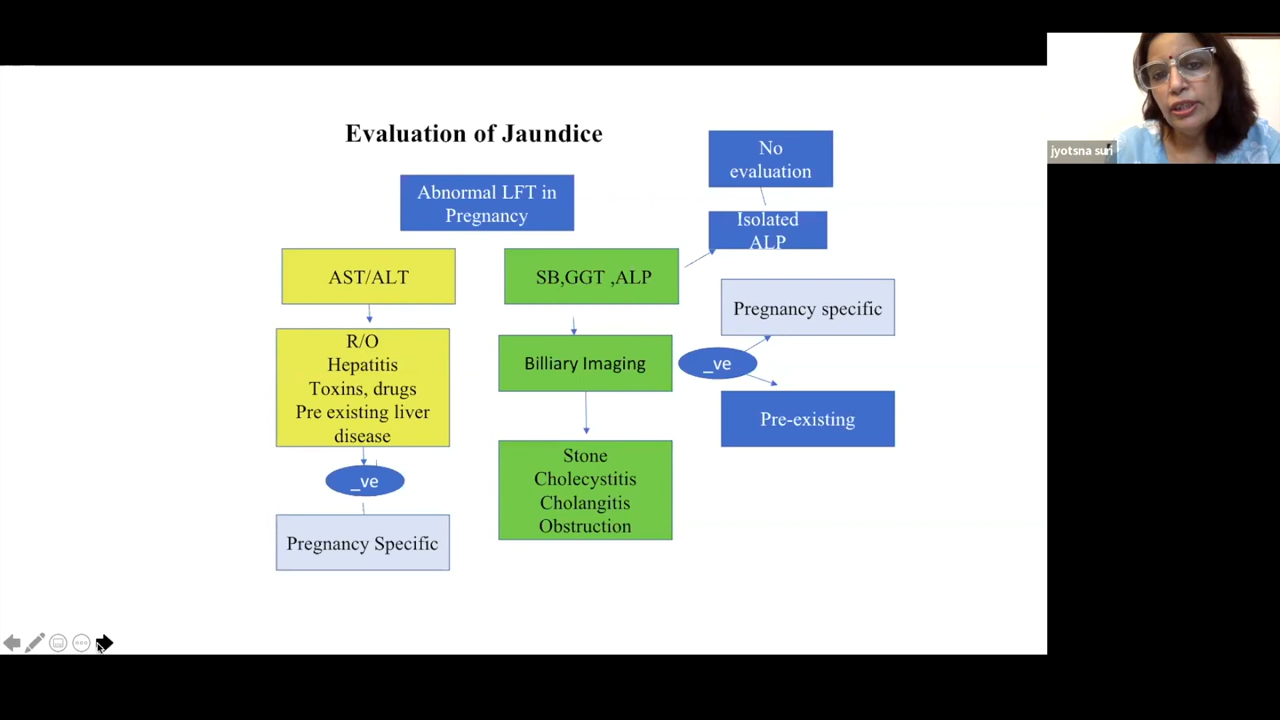 Evaluation of Jaundice
Abnormal LFT in
Pregnancy
No
evaluation
Isolated
ALP
AST/ALT
SB,GGT ,ALP
Pregnancy specific
R/O
Hepatitis
Toxins, drugs
Pre existing liver
disease
Billiary Imaging
_ve
Pre-existing
_ve
Stone
Cholecystitis
Cholangitis
Obstruction
Pregnancy Specific
jyotsna suri